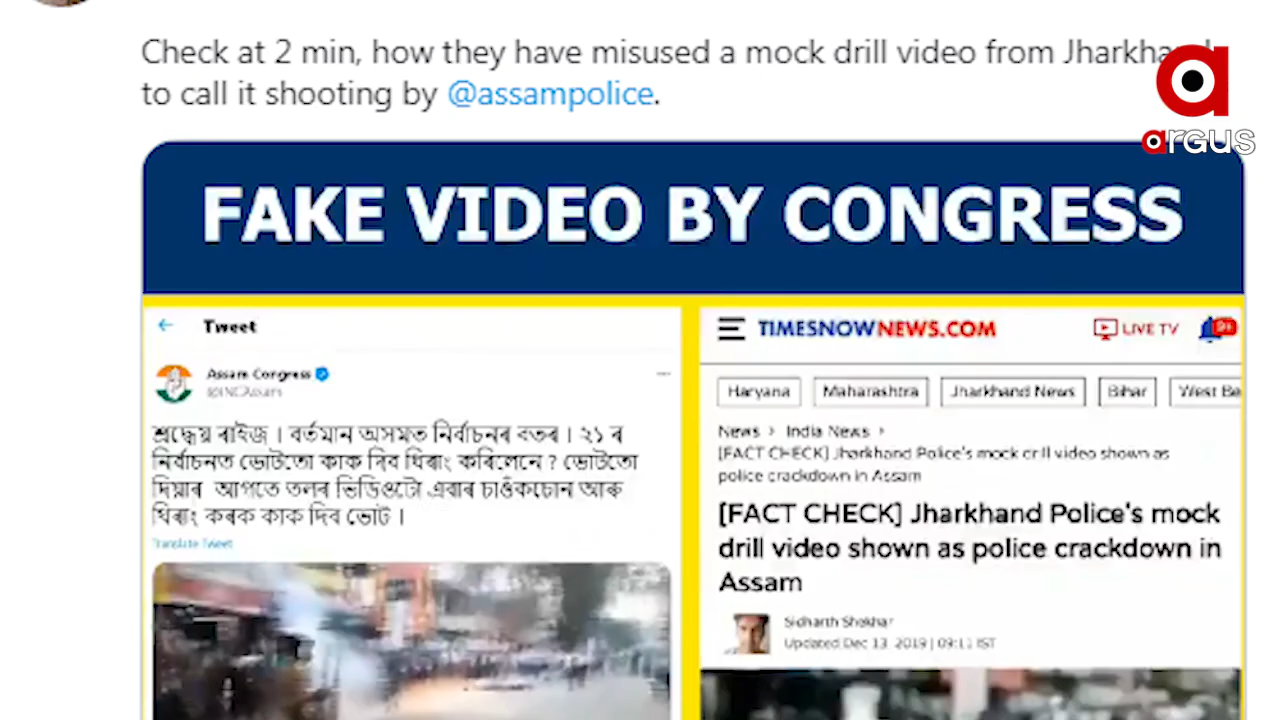 Check at 2 min, how they have misused a mock drill video from Jharkhand
to call it shooting by @assampolice.
argus
FAKE VIDEO BY CONGRESS
Tweet
Assam Congress
@INCAssam
শ্ৰদ্ধেয় ৰাইজ । বৰ্তমান অসমত নিৰ্বাচনৰ বতৰ । ২১ ৰ
নিৰ্বাচনত ভোটটো কাক দিব থিৰাং কৰিলেনে ? ভোটটো
দিয়াৰ আগতে তলৰ ভিডিওটো এবাৰ চাওঁকচোন আৰু
থিৰাং কৰক কাক দিব ভোট ।
Translate Tweet
TIMESNOWNEWS.COM
LIVE TV
9+
Haryana
Maharashtra
Jharkhand News
Bihar
West Be
News › India News ›
[FACT CHECK] Jharkhand Police's mock drill video shown as
police crackdown in Assam
[FACT CHECK] Jharkhand Police's mock
drill video shown as police crackdown in
Assam
Sidharth Shekhar
Updated Dec 13, 2019 | 09:11 IST